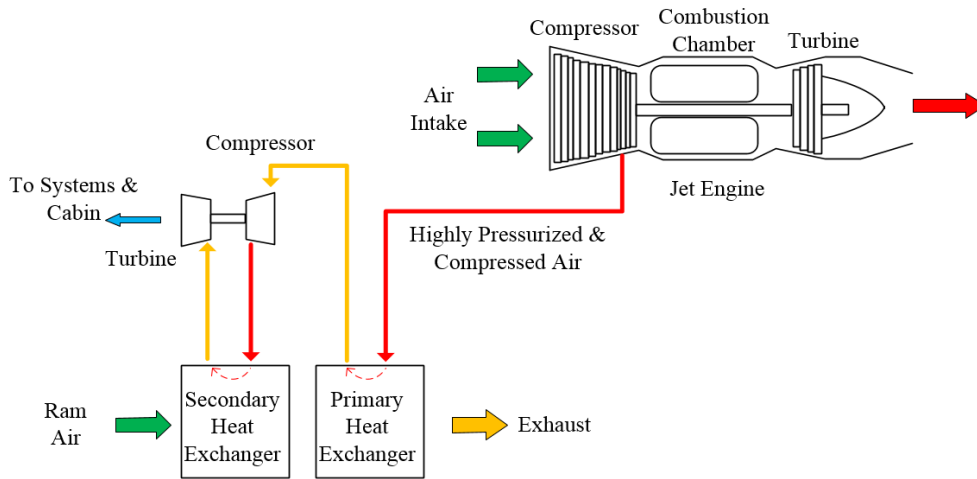 Compressor
Combustion
Chamber
Turbine
Air
Intake
Jet Engine
Compressor
To Systems &
Cabin
Turbine
Highly Pressurized &
Compressed Air
Ram
Air
Secondary
Heat
Exchanger
Primary
Heat
Exchanger
Exhaust